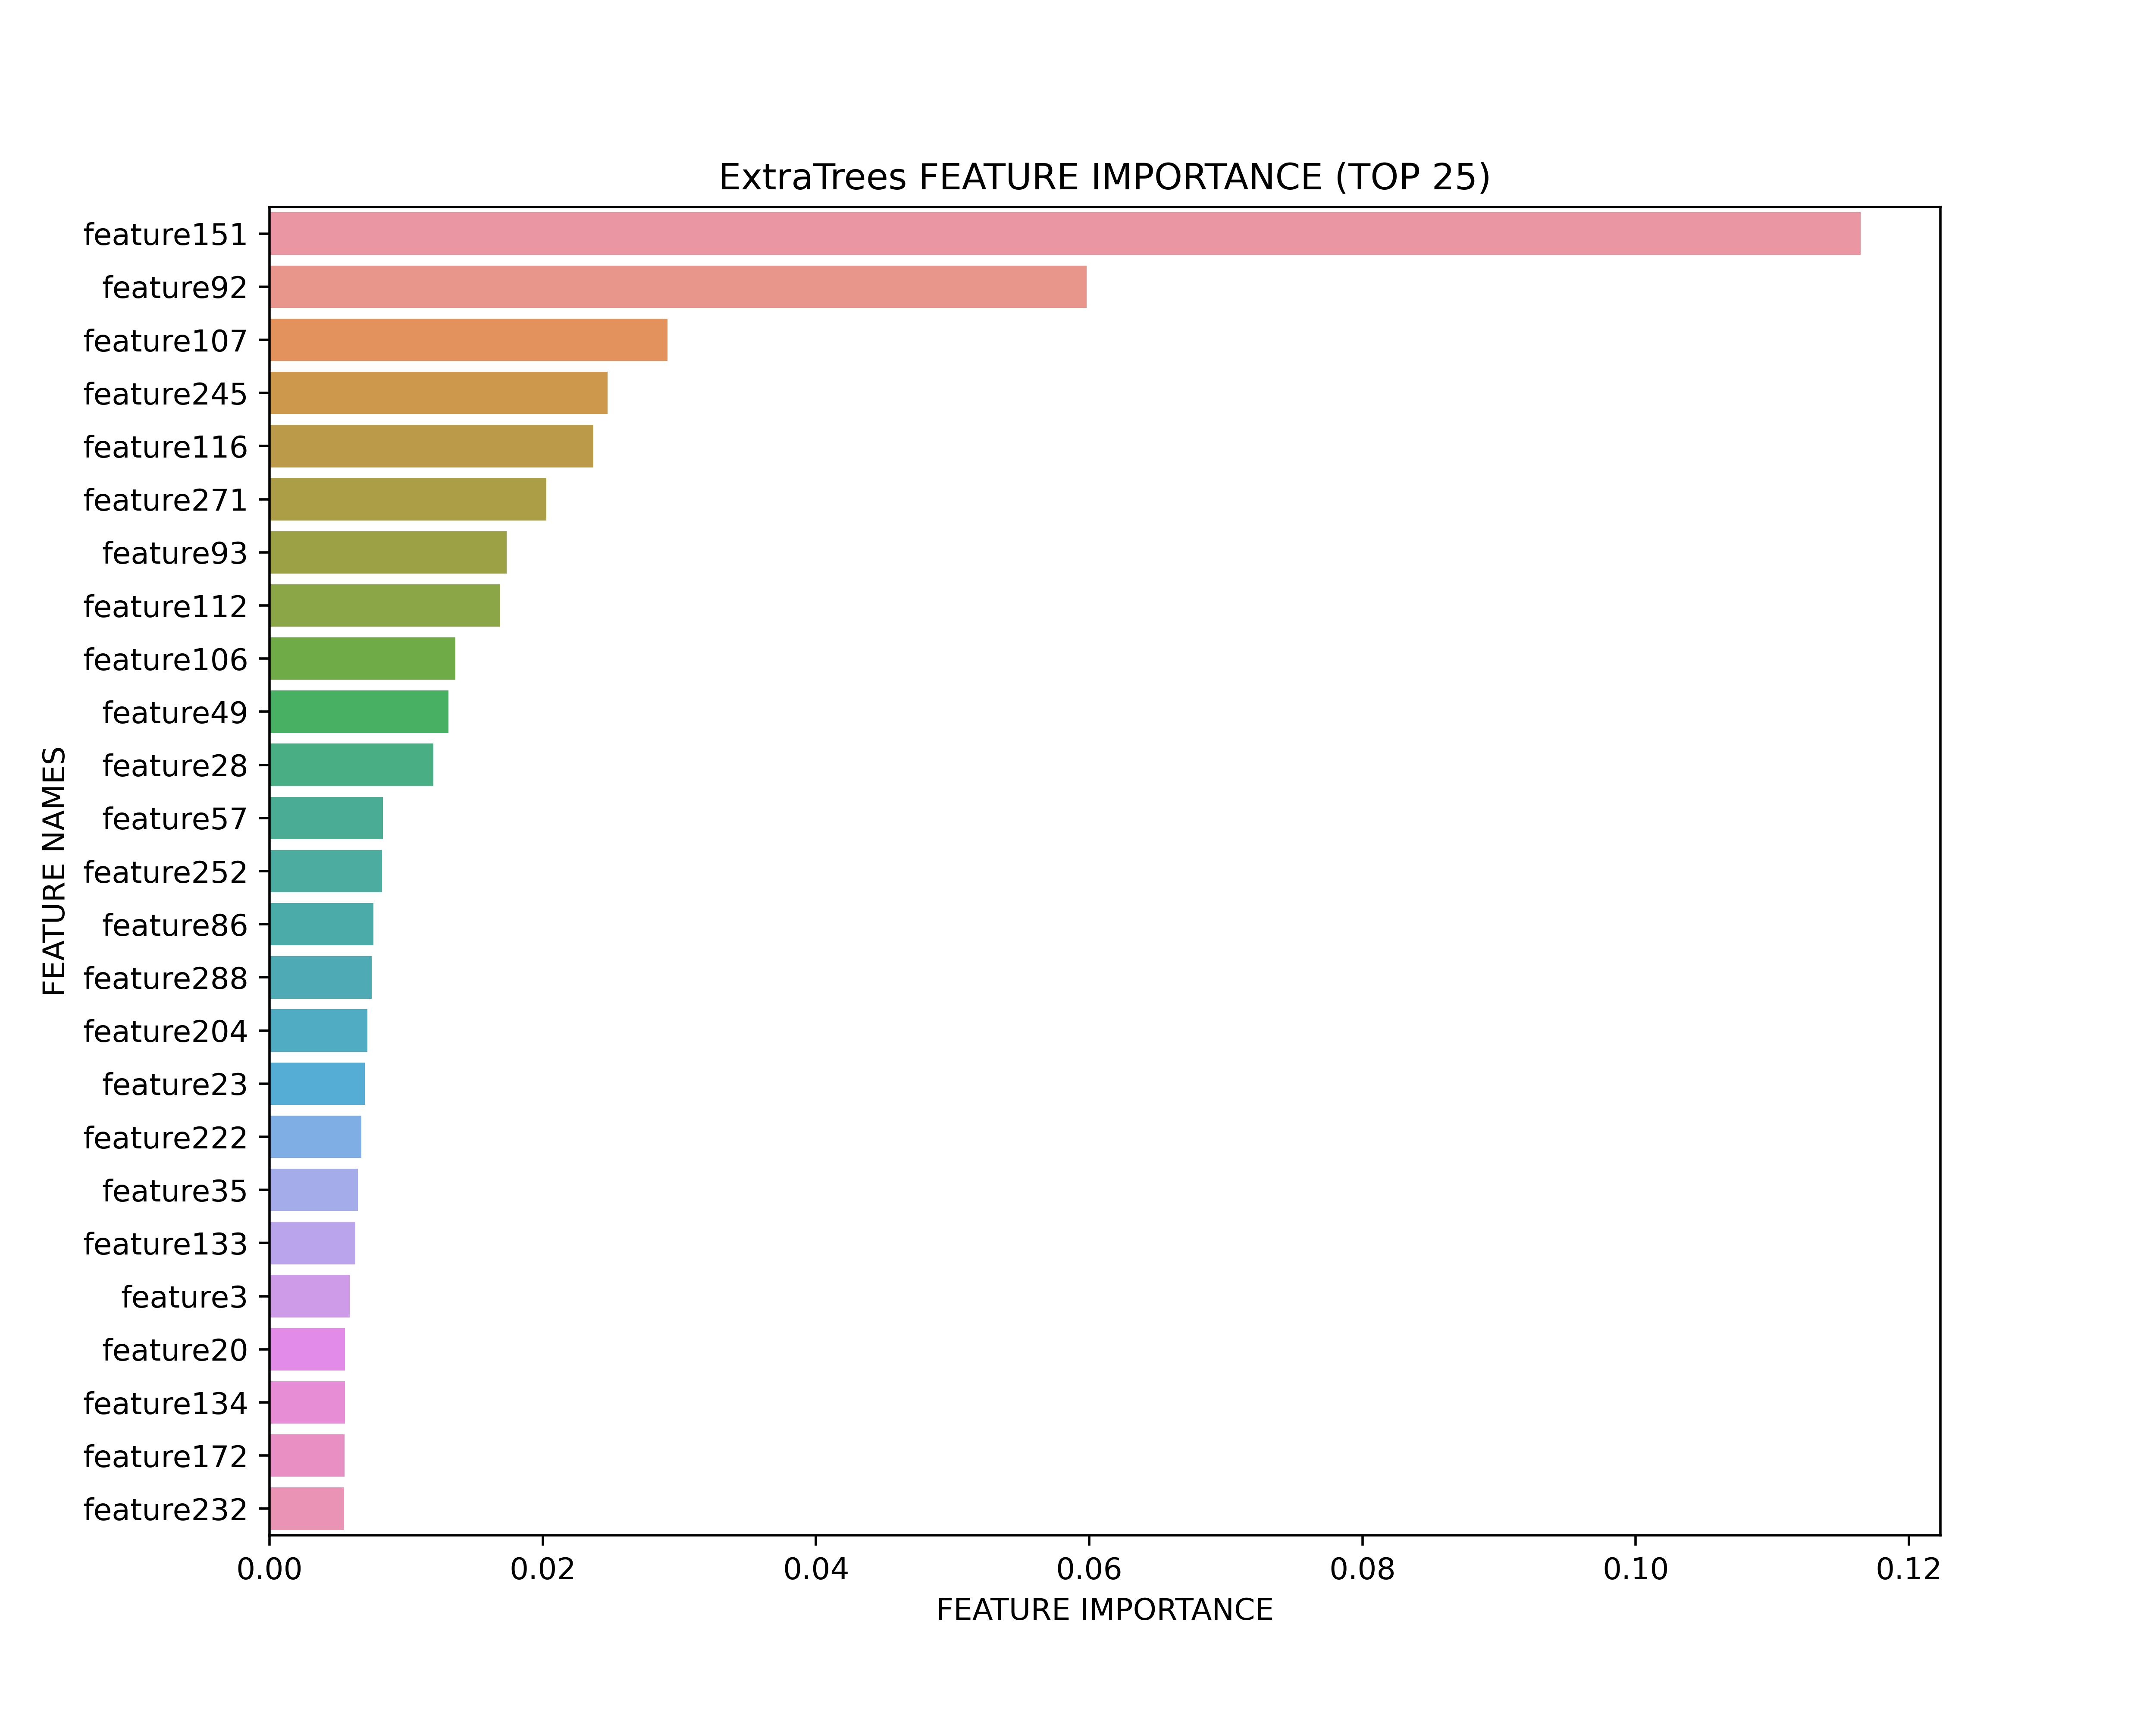 ExtraTrees FEATURE IMPORTANCE (TOP 25)
FEATURE NAMES
feature151
feature92
feature107
feature245
feature116
feature271
feature93
feature112
feature106
feature49
feature28
feature57
feature252
feature86
feature288
feature204
feature23
feature222
feature35
feature133
feature3
feature20
feature134
feature172
feature232
0.00 0.02 0.04 0.06 0.08 0.10 0.12
FEATURE IMPORTANCE